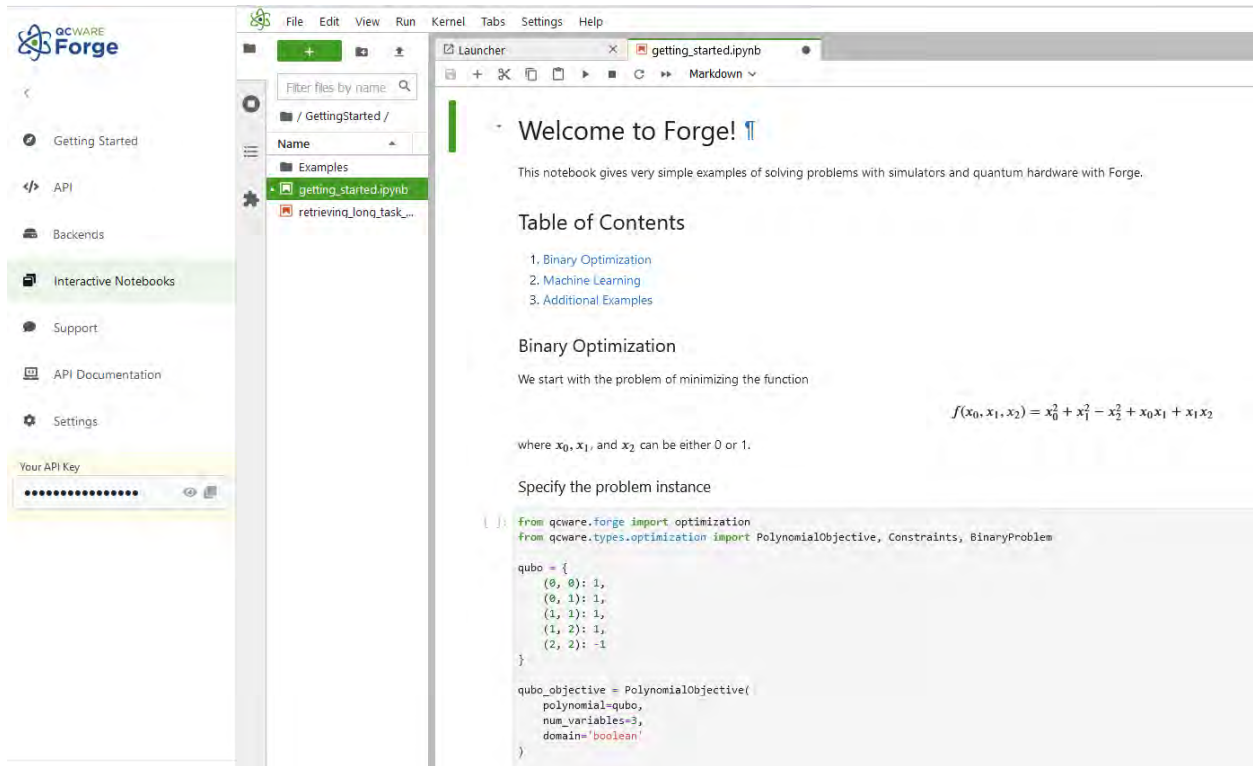 QCWARE
Forge
Getting Started
API
Backends
Interactive Notebooks
Support
API Documentation
Settings
Your API Key
••••••••••••••••
File Edit View Run Kernel Tabs Settings Help
+
Filter files by name
/ GettingStarted /
Name
Examples
getting_started.ipynb
retrieving_long_task_...
Launcher × getting_started.ipynb ●
Markdown
Welcome to Forge! ¶
This notebook gives very simple examples of solving problems with simulators and quantum hardware with Forge.
Table of Contents
1. Binary Optimization
2. Machine Learning
3. Additional Examples
Binary Optimization
We start with the problem of minimizing the function
f(x₀, x₁, x₂) = x₀² + x₁² − x₂² + x₀x₁ + x₁x₂
where x₀, x₁, and x₂ can be either 0 or 1.
Specify the problem instance
[ ]: from qcware.forge import optimization
from qcware.types.optimization import PolynomialObjective, Constraints, BinaryProblem
qubo = {
(0, 0): 1,
(0, 1): 1,
(1, 1): 1,
(1, 2): 1,
(2, 2): -1
}
qubo_objective = PolynomialObjective(
polynomial=qubo,
num_variables=3,
domain='boolean'
)